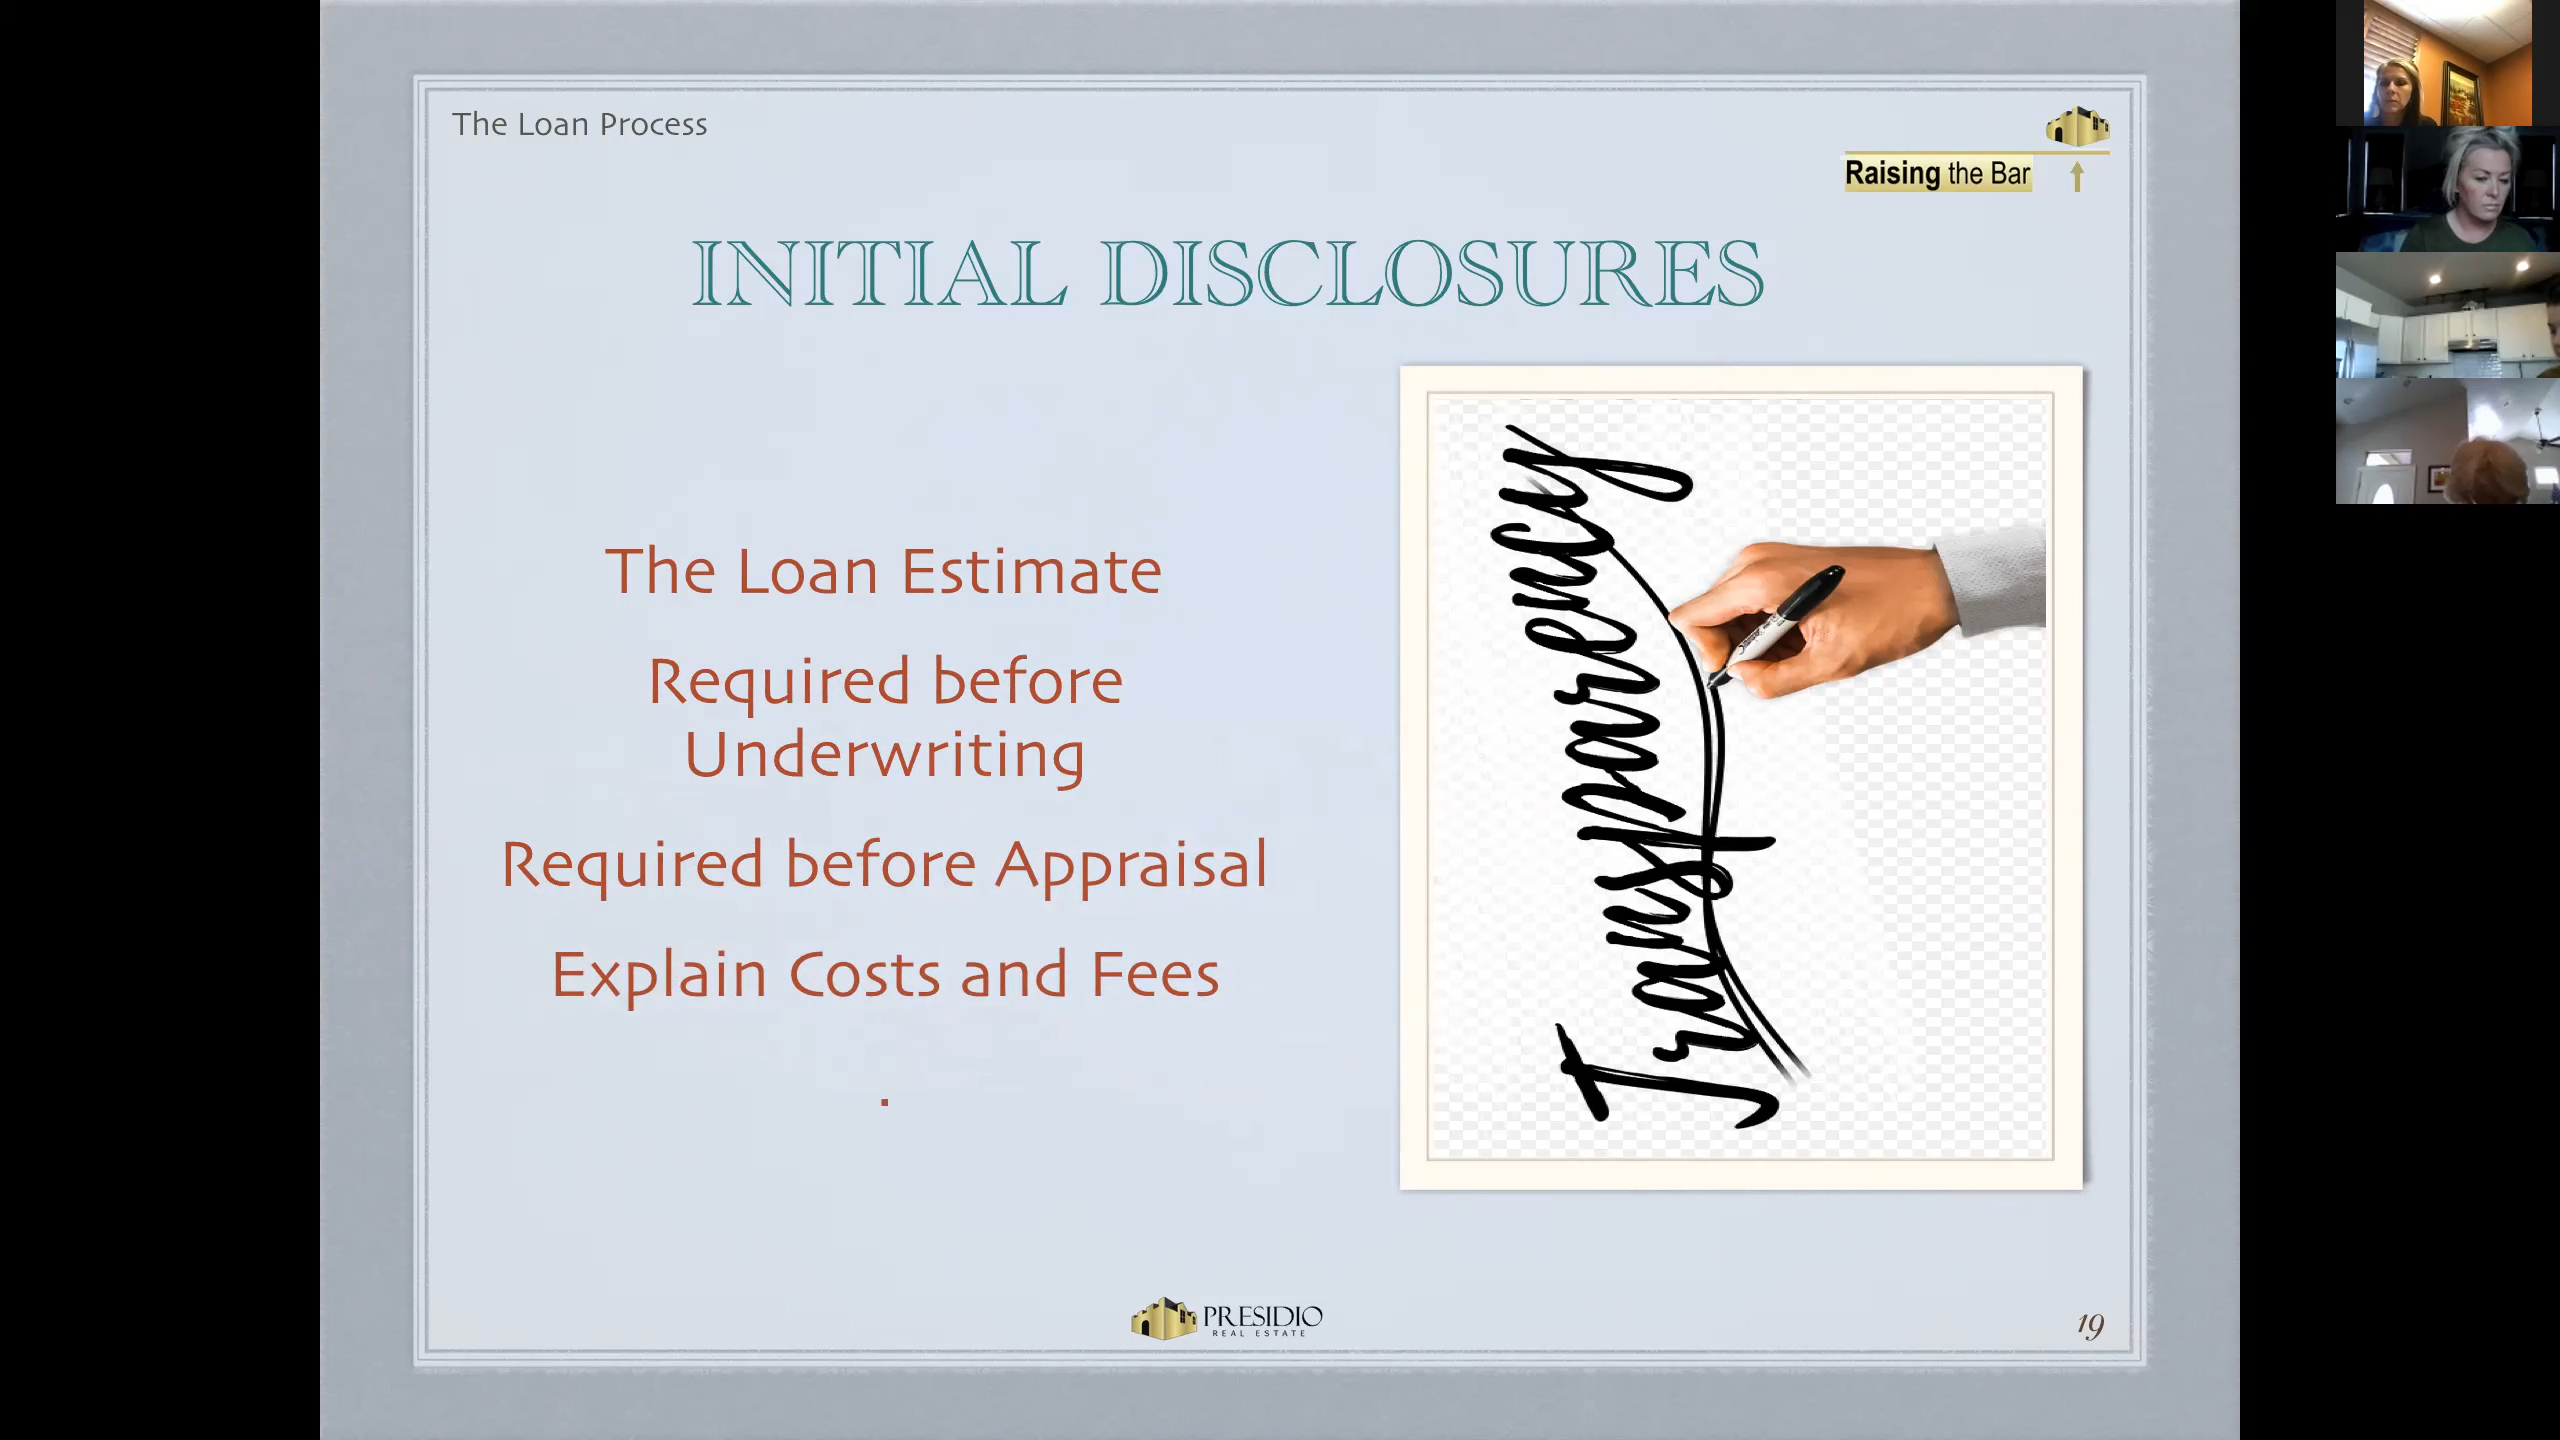 The Loan Process
Raising the Bar
INITIAL DISCLOSURES
The Loan Estimate
Required before
Underwriting
Required before Appraisal
Explain Costs and Fees
.
Transparency
PRESIDIO
REAL ESTATE
19